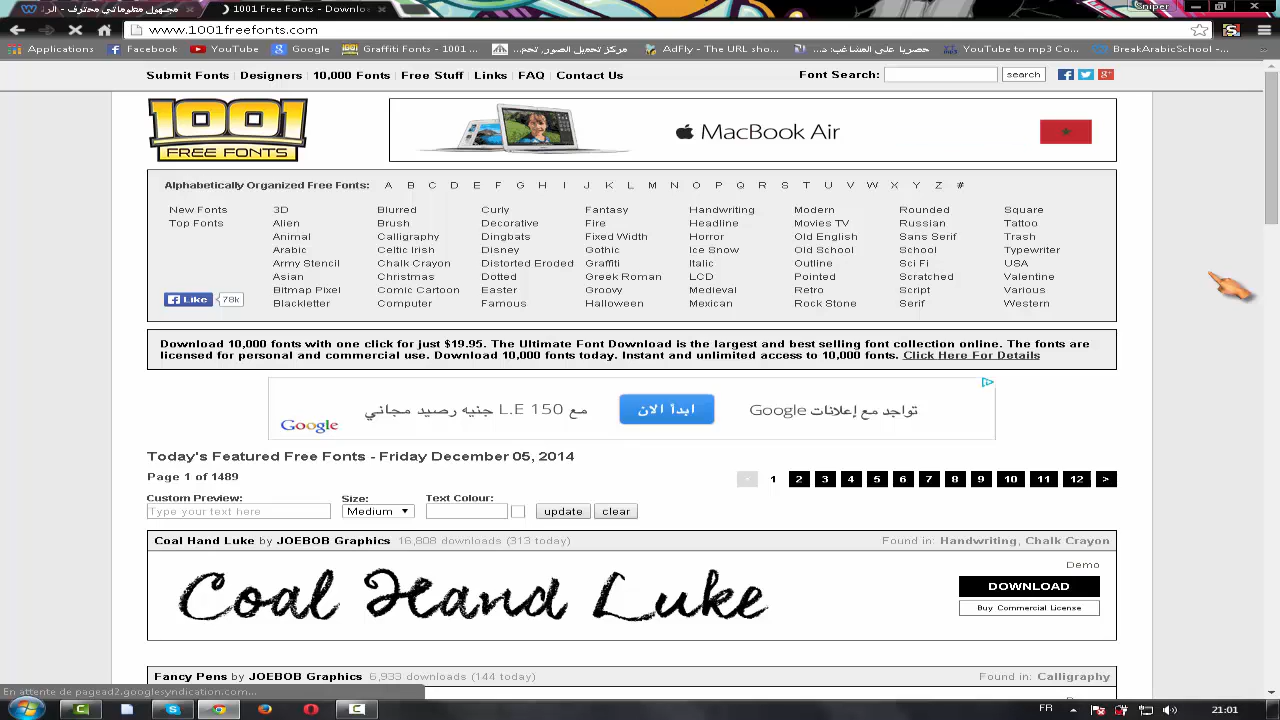 مجهول معلوماتي محترف - الر
1001 Free Fonts - Downlo
Sniper
www.1001freefonts.com
Applications
Facebook
YouTube
Google
Graffiti Fonts - 1001 ...
مركز تحميل الصور, تحم...
AdFly - The URL sho...
حصريا على المشاغب: د...
YouTube to mp3 Co...
BreakArabicSchool -...
Submit Fonts | Designers | 10,000 Fonts | Free Stuff | Links | FAQ | Contact Us
Font Search:
search
1001
FREE FONTS
MacBook Air
Alphabetically Organized Free Fonts: A B C D E F G H I J K L M N O P Q R S T U V W X Y Z #
New Fonts 3D Blurred Curly Fantasy Handwriting Modern Rounded Square
Top Fonts Alien Brush Decorative Fire Headline Movies TV Russian Tattoo
Animal Calligraphy Dingbats Fixed Width Horror Old English Sans Serif Trash
Arabic Celtic Irish Disney Gothic Ice Snow Old School School Typewriter
Army Stencil Chalk Crayon Distorted Eroded Graffiti Italic Outline Sci Fi USA
Asian Christmas Dotted Greek Roman LCD Pointed Scratched Valentine
Bitmap Pixel Comic Cartoon Easter Groovy Medieval Retro Script Various
Like 78k Blackletter Computer Famous Halloween Mexican Rock Stone Serif Western
Download 10,000 fonts with one click for just $19.95. The Ultimate Font Download is the largest and best selling font collection online. The fonts are
licensed for personal and commercial use. Download 10,000 fonts today. Instant and unlimited access to 10,000 fonts. Click Here For Details
تواجد مع إعلانات Google
ابدأ الان
مع 150 L.E جنيه رصيد مجاني
Google
Today's Featured Free Fonts - Friday December 05, 2014
Page 1 of 1489
< 1 2 3 4 5 6 7 8 9 10 11 12 >
Custom Preview: Size: Text Colour:
Type your text here Medium update clear
Coal Hand Luke by JOEBOB Graphics 16,808 downloads (313 today) Found in: Handwriting, Chalk Crayon
Coal Hand Luke
Demo
DOWNLOAD
Buy Commercial License
Fancy Pens by JOEBOB Graphics 6,933 downloads (144 today) Found in: Calligraphy
En attente de pagead2.googlesyndication.com...
FR
21:01